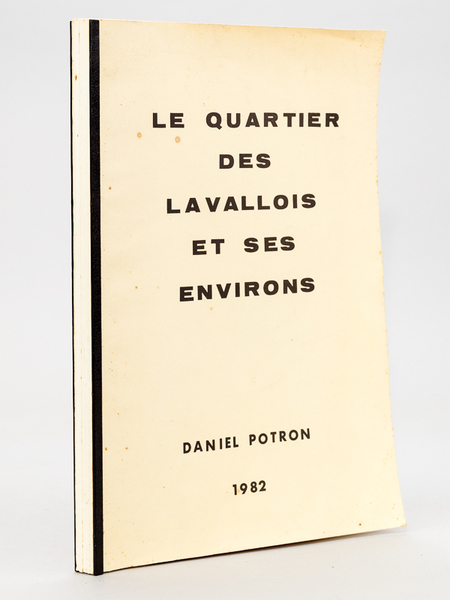 LE QUARTIER
DES
LAVALLOIS
ET SES
ENVIRONS
DANIEL POTRON
1982